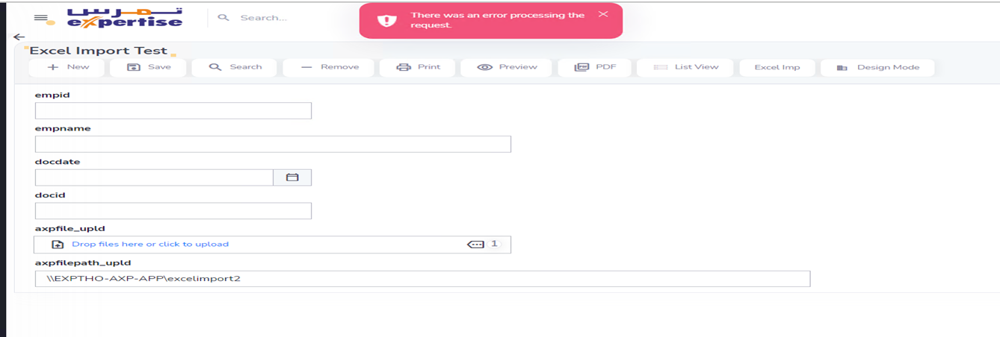 تمرس
expertise
Search...
There was an error processing the
request.
Excel Import Test
New Save Search Remove Print Preview PDF List View Excel Imp Design Mode
empid
empname
docdate
docid
axpfile_upld
Drop files here or click to upload 1
axpfilepath_upld
\\EXPTHO-AXP-APP\excelimport2